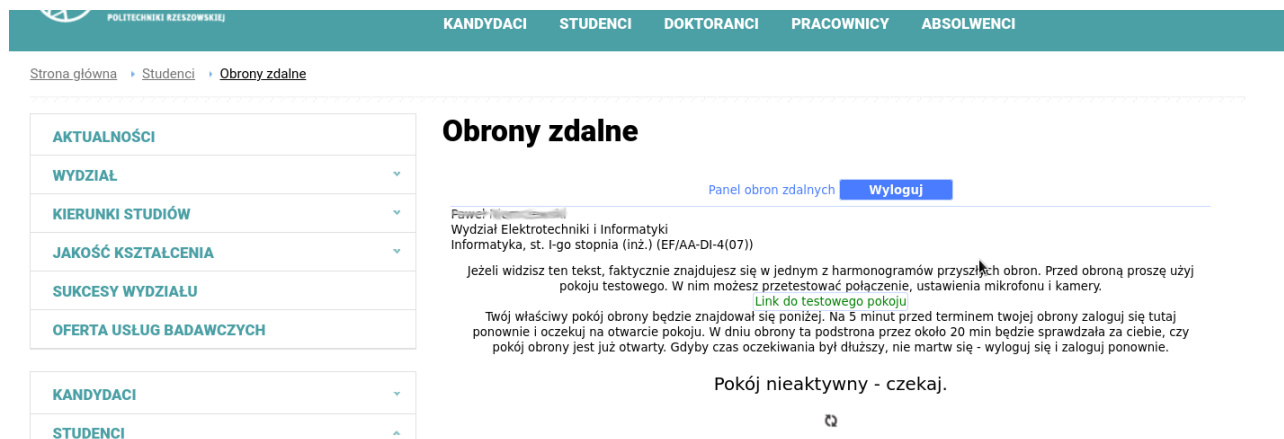 POLITECHNIKI RZESZOWSKIEJ
KANDYDACI STUDENCI DOKTORANCI PRACOWNICY ABSOLWENCI
Strona główna Studenci Obrony zdalne
AKTUALNOŚCI
WYDZIAŁ
KIERUNKI STUDIÓW
JAKOŚĆ KSZTAŁCENIA
SUKCESY WYDZIAŁU
OFERTA USŁUG BADAWCZYCH
KANDYDACI
STUDENCI
Obrony zdalne
Panel obron zdalnych Wyloguj
Paweł
Wydział Elektrotechniki i Informatyki
Informatyka, st. I-go stopnia (inż.) (EF/AA-DI-4(07))
Jeżeli widzisz ten tekst, faktycznie znajdujesz się w jednym z harmonogramów przyszłych obron. Przed obroną proszę użyj
pokoju testowego. W nim możesz przetestować połączenie, ustawienia mikrofonu i kamery.
Link do testowego pokoju
Twój właściwy pokój obrony będzie znajdował się poniżej. Na 5 minut przed terminem twojej obrony zaloguj się tutaj
ponownie i oczekuj na otwarcie pokoju. W dniu obrony ta podstrona przez około 20 min będzie sprawdzała za ciebie, czy
pokój obrony jest już otwarty. Gdyby czas oczekiwania był dłuższy, nie martw się - wyloguj się i zaloguj ponownie.
Pokój nieaktywny - czekaj.